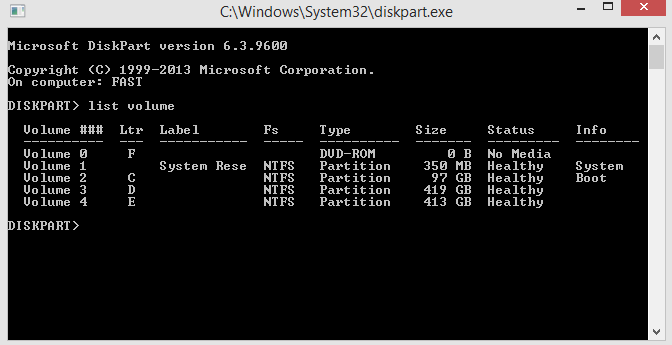 C:\Windows\System32\diskpart.exe
Microsoft DiskPart version 6.3.9600
Copyright (C) 1999-2013 Microsoft Corporation.
On computer: FAST
DISKPART> list volume
  Volume ###  Ltr  Label        Fs     Type        Size     Status     Info
  ----------  ---  -----------  -----  ----------  -------  ---------  --------
  Volume 0     F                       DVD-ROM         0 B  No Media
  Volume 1         System Rese  NTFS   Partition    350 MB  Healthy    System
  Volume 2     C                NTFS   Partition     97 GB  Healthy    Boot
  Volume 3     D                NTFS   Partition    419 GB  Healthy
  Volume 4     E                NTFS   Partition    413 GB  Healthy
DISKPART>